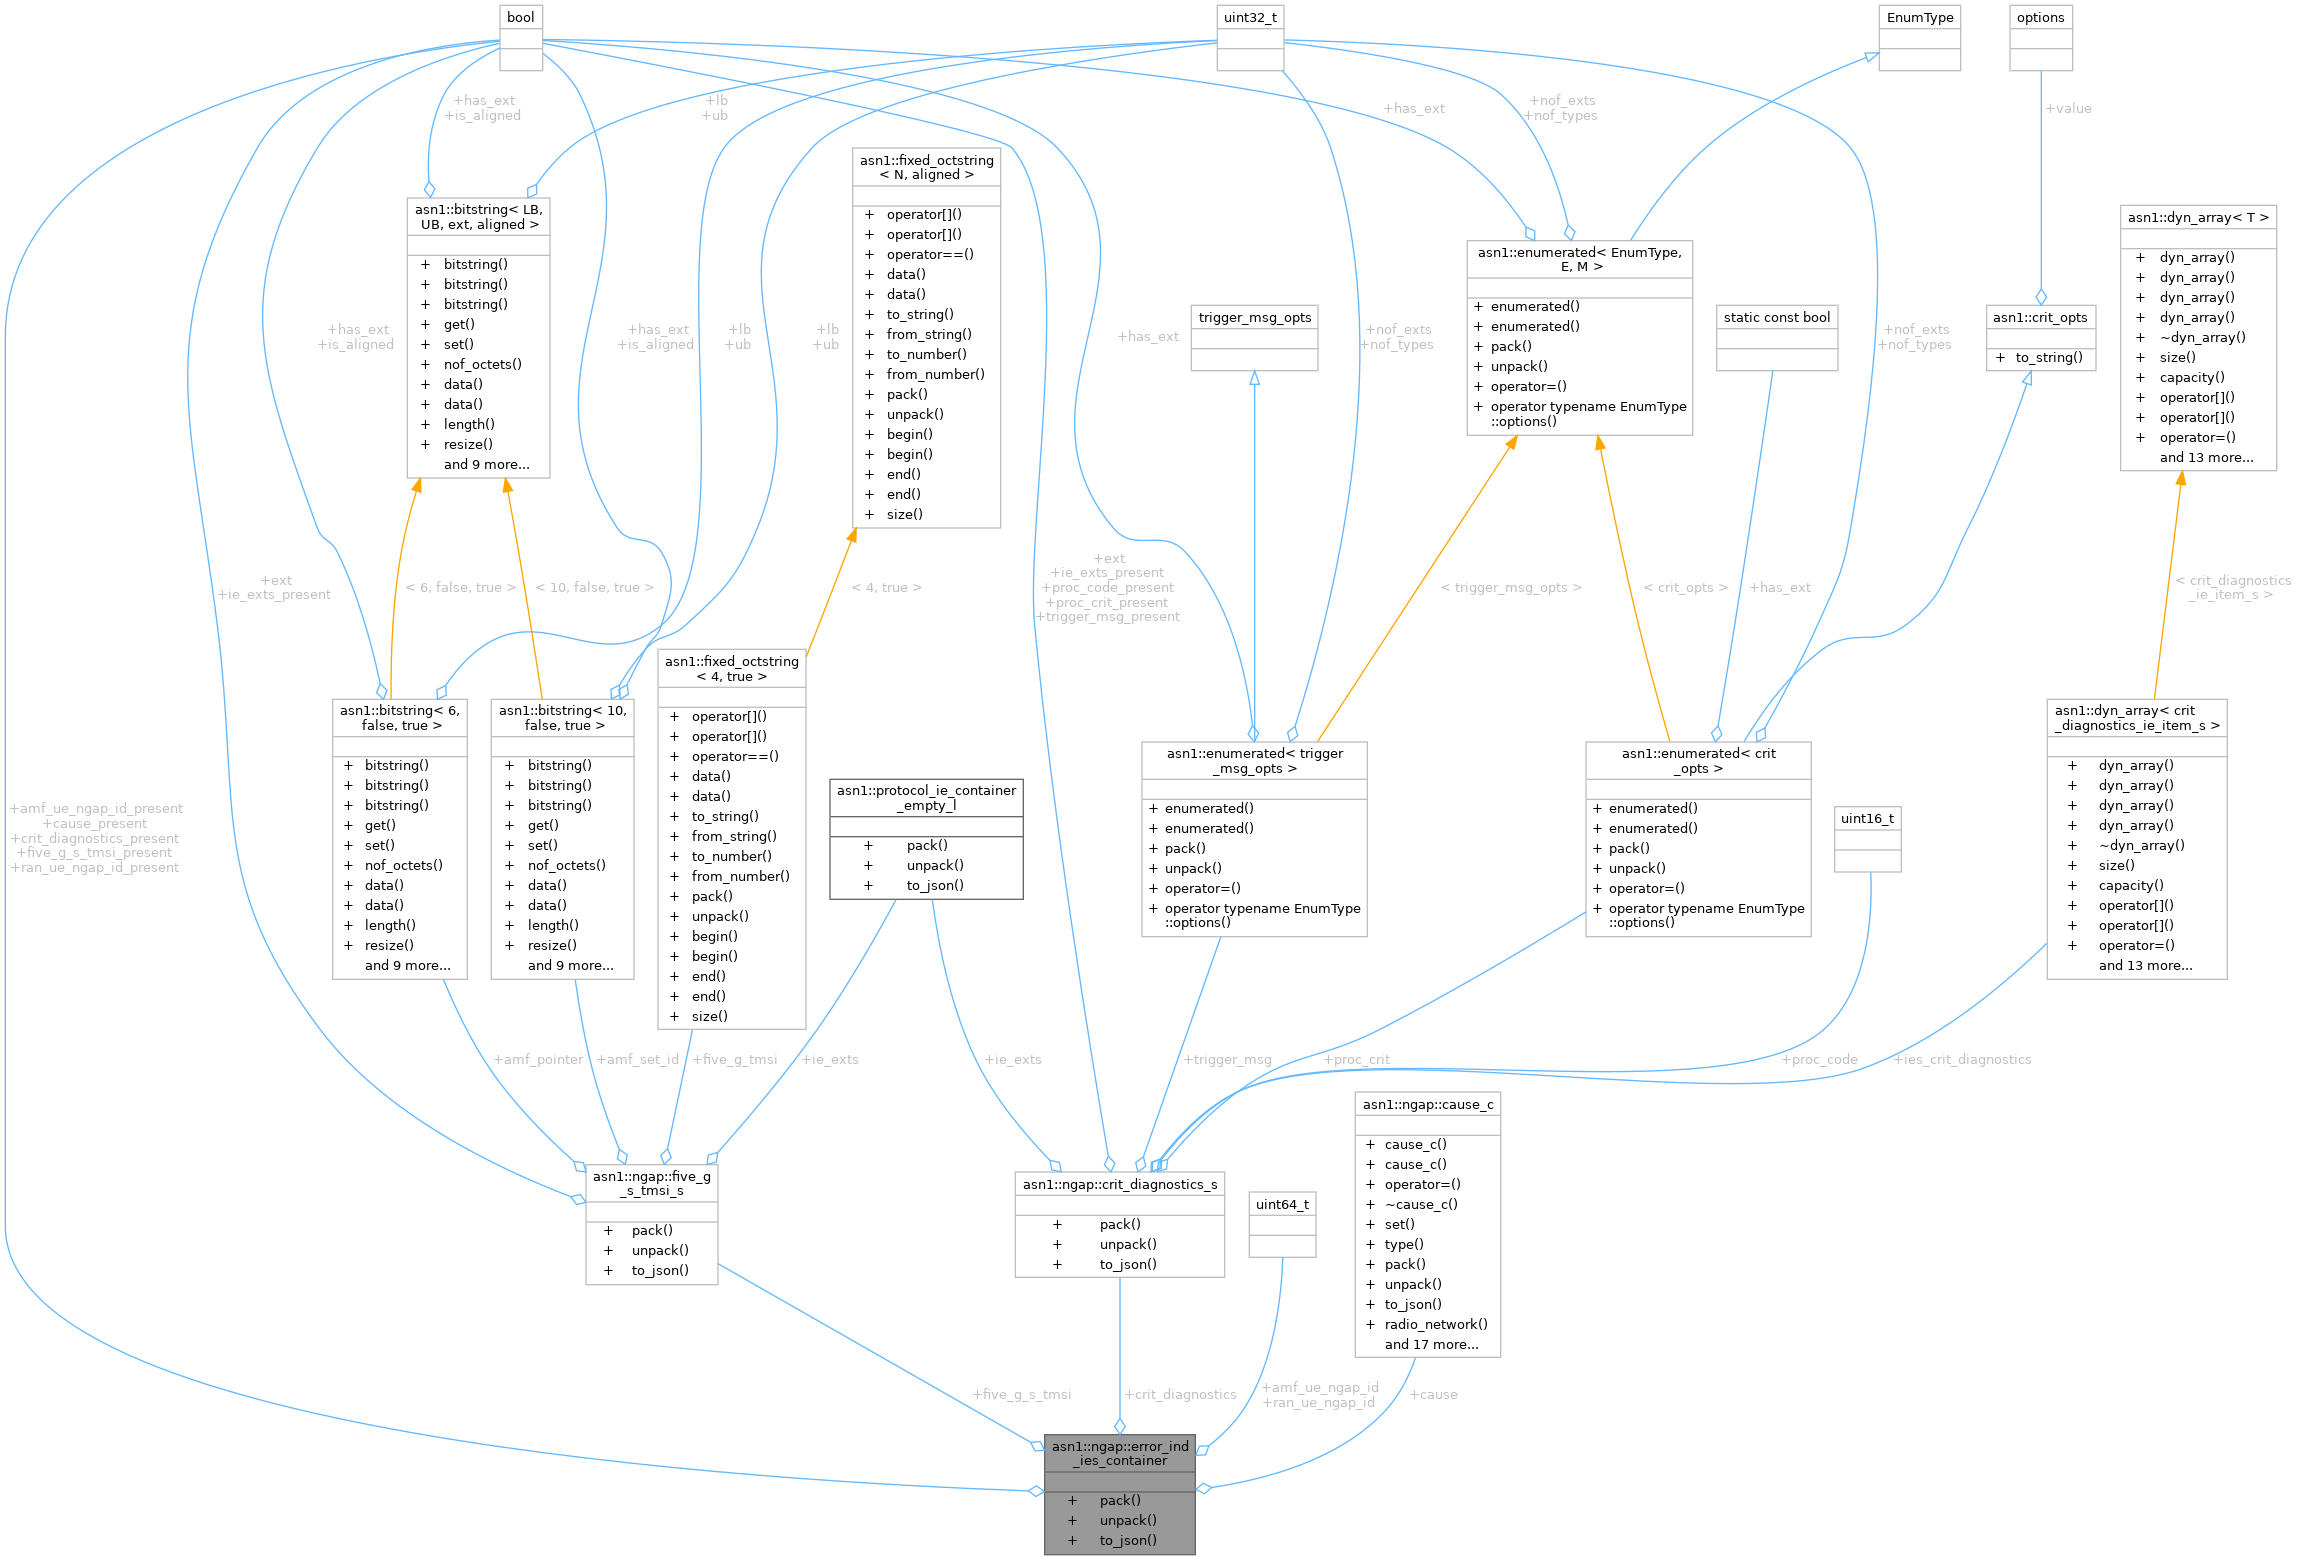 bool
uint32_t
EnumType
options
+has_ext
+is_aligned
+lb
+ub
+has_ext
+nof_exts
+nof_types
+value
asn1::fixed_octstring
< N, aligned >
+ operator[]()
+ operator[]()
+ operator==()
+ data()
+ data()
+ to_string()
+ from_string()
+ to_number()
+ from_number()
+ pack()
+ unpack()
+ begin()
+ begin()
+ end()
+ end()
+ size()
asn1::bitstring< LB,
UB, ext, aligned >
+ bitstring()
+ bitstring()
+ bitstring()
+ get()
+ set()
+ nof_octets()
+ data()
+ data()
+ length()
+ resize()
and 9 more...
asn1::dyn_array< T >
+ dyn_array()
+ dyn_array()
+ dyn_array()
+ dyn_array()
+ ~dyn_array()
+ size()
+ capacity()
+ operator[]()
+ operator[]()
+ operator=()
and 13 more...
asn1::enumerated< EnumType,
E, M >
+ enumerated()
+ enumerated()
+ pack()
+ unpack()
+ operator=()
+ operator typename EnumType
::options()
trigger_msg_opts
static const bool
asn1::crit_opts
+ to_string()
+has_ext
+is_aligned
+has_ext
+is_aligned
+lb
+ub
+lb
+ub
+has_ext
+nof_exts
+nof_types
+nof_exts
+nof_types
+ext
+ie_exts_present
< 6, false, true >
< 10, false, true >
< 4, true >
+ext
+ie_exts_present
+proc_code_present
+proc_crit_present
+trigger_msg_present
< trigger_msg_opts >
< crit_opts >
+has_ext
< crit_diagnostics
_ie_item_s >
asn1::fixed_octstring
< 4, true >
+ operator[]()
+ operator[]()
+ operator==()
+ data()
+ data()
+ to_string()
+ from_string()
+ to_number()
+ from_number()
+ pack()
+ unpack()
+ begin()
+ begin()
+ end()
+ end()
+ size()
asn1::bitstring< 6,
false, true >
+ bitstring()
+ bitstring()
+ bitstring()
+ get()
+ set()
+ nof_octets()
+ data()
+ data()
+ length()
+ resize()
and 9 more...
asn1::bitstring< 10,
false, true >
+ bitstring()
+ bitstring()
+ bitstring()
+ get()
+ set()
+ nof_octets()
+ data()
+ data()
+ length()
+ resize()
and 9 more...
asn1::protocol_ie_container
_empty_l
+ pack()
+ unpack()
+ to_json()
asn1::enumerated< trigger
_msg_opts >
+ enumerated()
+ enumerated()
+ pack()
+ unpack()
+ operator=()
+ operator typename EnumType
::options()
asn1::enumerated< crit
_opts >
+ enumerated()
+ enumerated()
+ pack()
+ unpack()
+ operator=()
+ operator typename EnumType
::options()
uint16_t
asn1::dyn_array< crit
_diagnostics_ie_item_s >
+ dyn_array()
+ dyn_array()
+ dyn_array()
+ dyn_array()
+ ~dyn_array()
+ size()
+ capacity()
+ operator[]()
+ operator[]()
+ operator=()
and 13 more...
+amf_ue_ngap_id_present
+cause_present
+crit_diagnostics_present
+five_g_s_tmsi_present
+ran_ue_ngap_id_present
+amf_pointer
+amf_set_id
+five_g_tmsi
+ie_exts
+ie_exts
+trigger_msg
+proc_crit
+proc_code
+ies_crit_diagnostics
asn1::ngap::cause_c
+ cause_c()
+ cause_c()
+ operator=()
+ ~cause_c()
+ set()
+ type()
+ pack()
+ unpack()
+ to_json()
+ radio_network()
and 17 more...
asn1::ngap::five_g
_s_tmsi_s
+ pack()
+ unpack()
+ to_json()
asn1::ngap::crit_diagnostics_s
+ pack()
+ unpack()
+ to_json()
uint64_t
+five_g_s_tmsi
+crit_diagnostics
+amf_ue_ngap_id
+ran_ue_ngap_id
+cause
asn1::ngap::error_ind
_ies_container
+ pack()
+ unpack()
+ to_json()